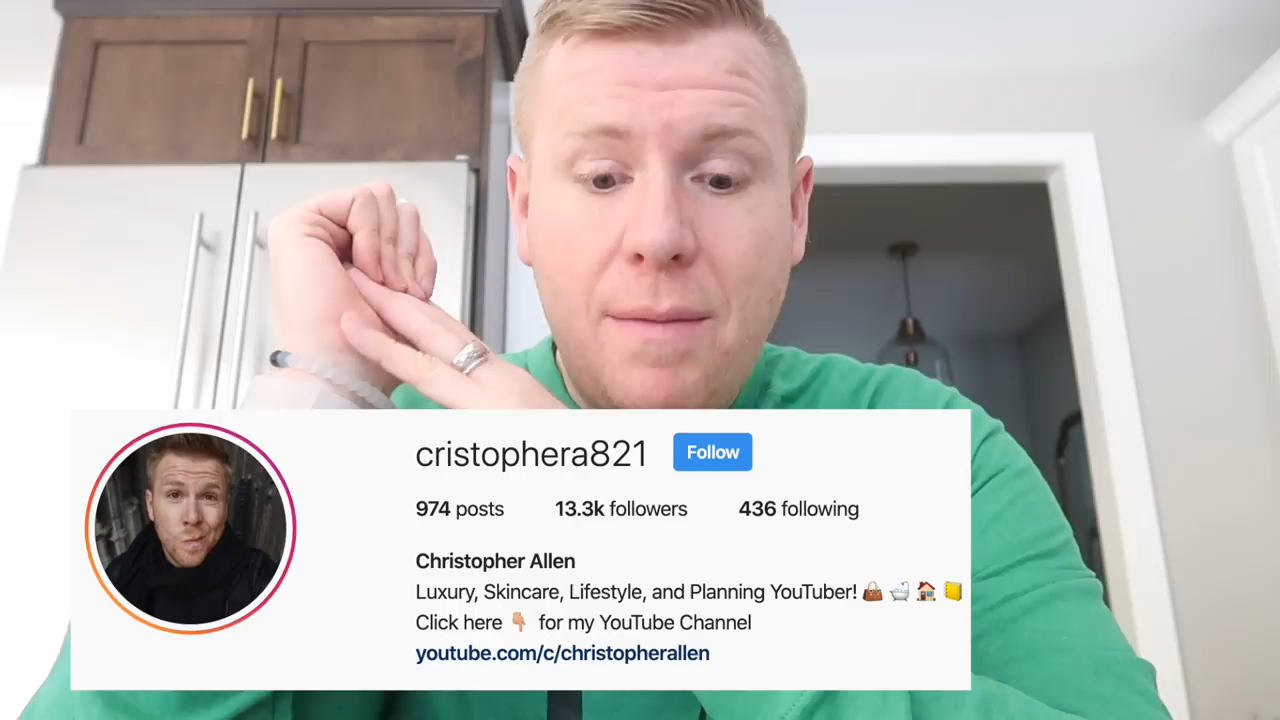 cristophera821 Follow
974 posts 13.3k followers 436 following
Christopher Allen
Luxury, Skincare, Lifestyle, and Planning YouTuber! 👜 🛁 🏠 📒
Click here 👇🏼 for my YouTube Channel
youtube.com/c/christopherallen